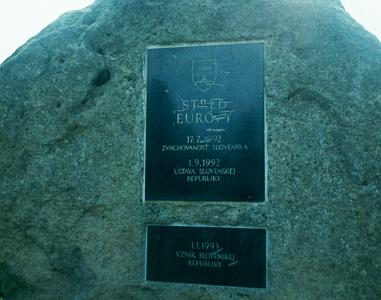 STRED
EURÓPY
17.7.1992
ZVRCHOVANOSŤ SLOVENSKA
1.9.1992
ÚSTAVA SLOVENSKEJ
REPUBLIKY
1.1.1993
VZNIK SLOVENSKEJ
REPUBLIKY